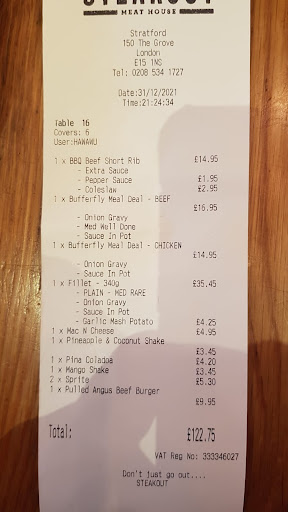 STEAKOUT
MEAT HOUSE
Stratford
150 The Grove
London
E15 1NS
Tel: 0208 534 1727
Date:31/12/2021
Time:21:24:34
Table 16
Covers: 6
User:HAWAWU
1 x BBQ Beef Short Rib £14.95
- Extra Sauce
- Pepper Sauce £1.95
- Coleslaw £2.95
1 x Butterfly Meal Deal - BEEF
£16.95
- Onion Gravy
- Med Well Done
- Sauce In Pot
1 x Butterfly Meal Deal - CHICKEN
£14.95
- Onion Gravy
- Sauce In Pot
1 x Fillet - 340g £35.45
- PLAIN - MED RARE
- Onion Gravy
- Sauce In Pot
- Garlic Mash Potato £4.25
1 x Mac N Cheese £4.95
1 x Pineapple & Coconut Shake
£3.45
1 x Pina Coladoa £4.20
1 x Mango Shake £3.45
2 x Sprite £5.30
1 x Pulled Angus Beef Burger
£9.95
Total: £122.75
VAT Reg No: 333346027
Don't just go out....
STEAKOUT